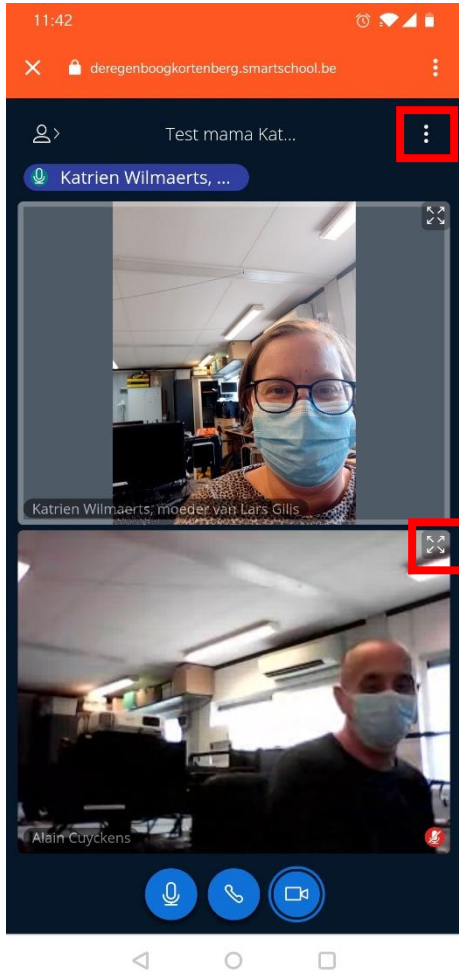 11:42
deregenboogkortenberg.smartschool.be
Test mama Kat...
Katrien Wilmaerts, ...
Katrien Wilmaerts, moeder van Lars Gilis
Alain Cuyckens